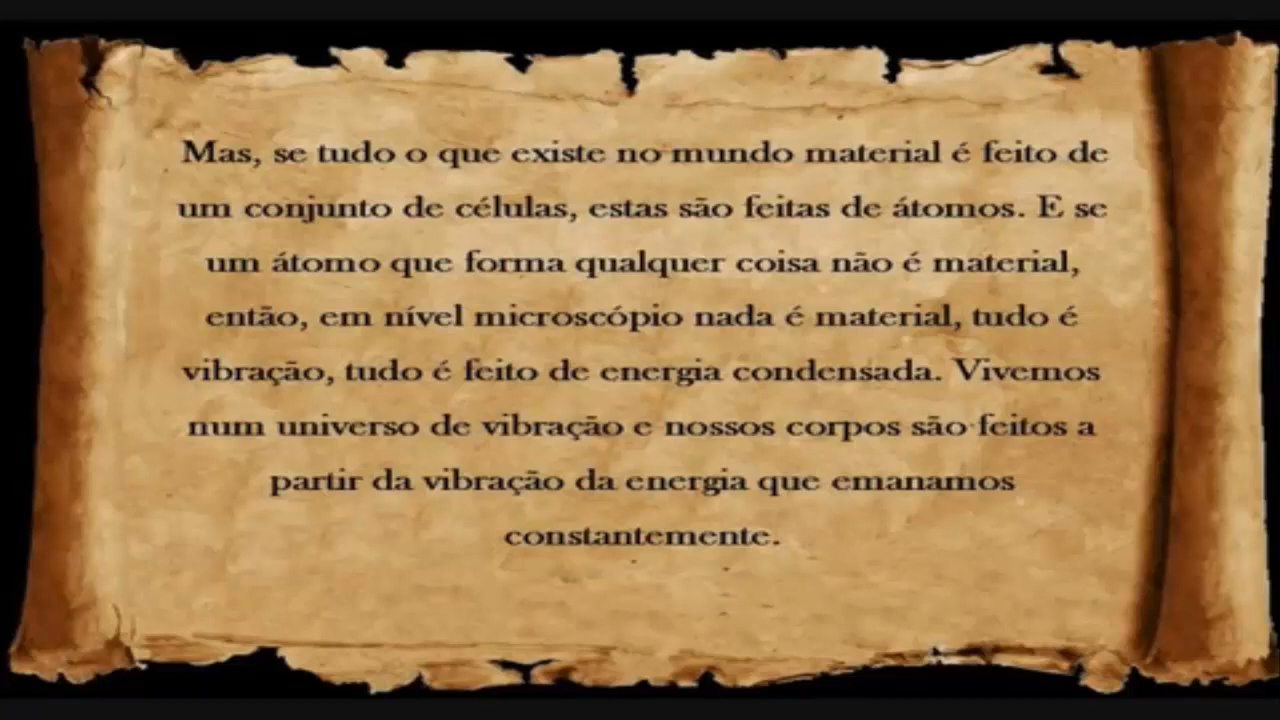 Mas, se tudo o que existe no mundo material é feito de
um conjunto de células, estas são feitas de átomos. E se
um átomo que forma qualquer coisa não é material,
então, em nível microscópio nada é material, tudo é
vibração, tudo é feito de energia condensada. Vivemos
num universo de vibração e nossos corpos são feitos a
partir da vibração da energia que emanamos
constantemente.